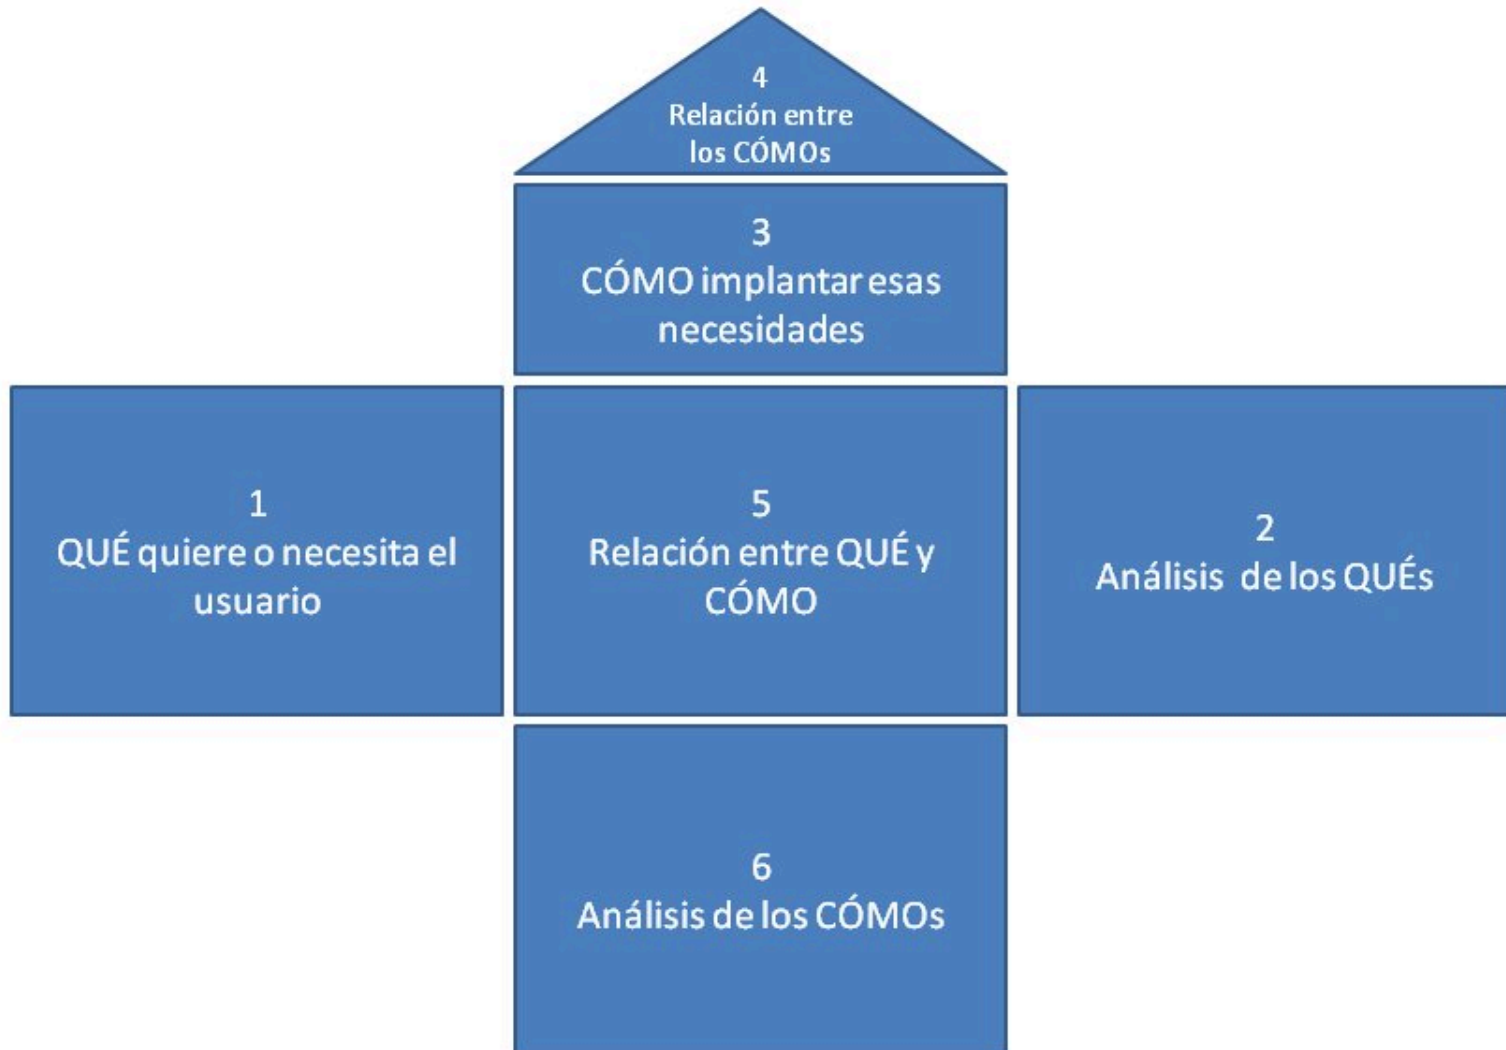 4
Relación entre
los CÓMOs
3
CÓMO implantar esas
necesidades
1
QUÉ quiere o necesita el
usuario
5
Relación entre QUÉ y
CÓMO
2
Análisis de los QUÉs
6
Análisis de los CÓMOs